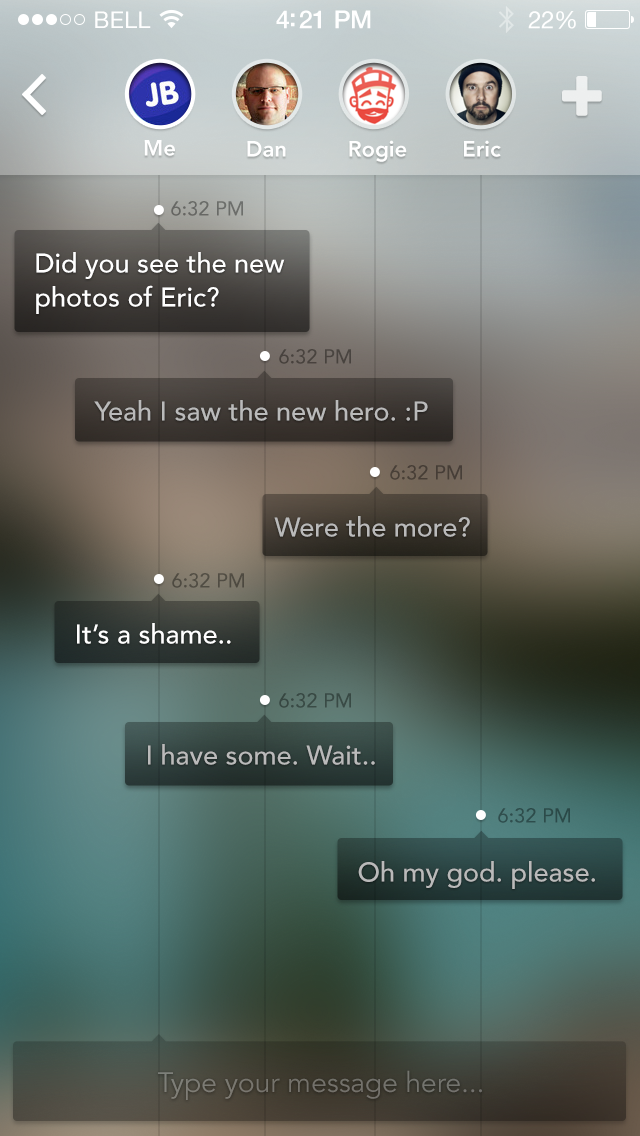 BELL 4:21 PM 22%
JB
Me Dan Rogie Eric
6:32 PM
Did you see the new
photos of Eric?
6:32 PM
Yeah I saw the new hero. :P
6:32 PM
Were the more?
6:32 PM
It's a shame..
6:32 PM
I have some. Wait..
6:32 PM
Oh my god. please.
Type your message here...